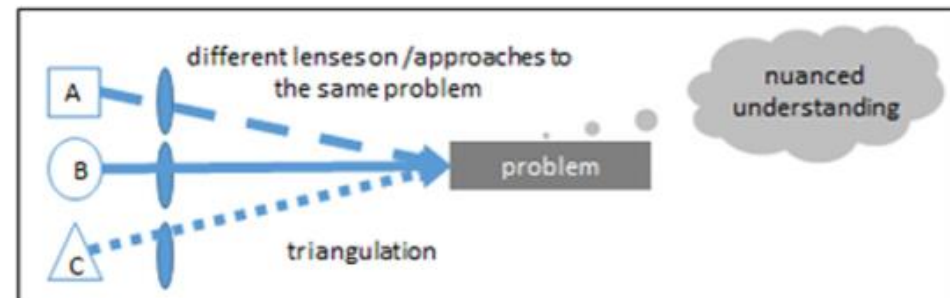 different lenses on /approaches to
the same problem
A
B
C
problem
nuanced
understanding
triangulation